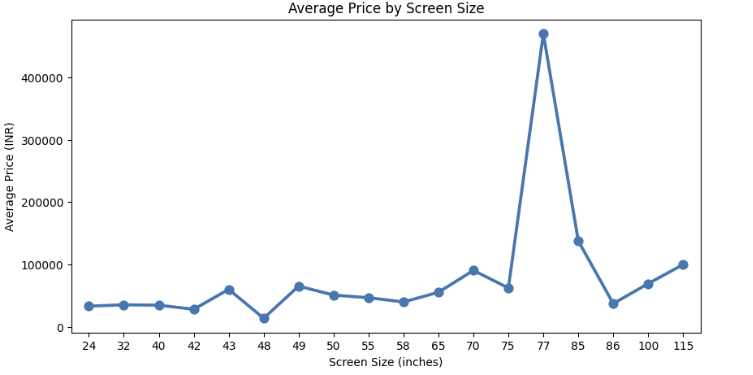 Average Price by Screen Size
Average Price (INR)
400000
300000
200000
100000
0
24 32 40 42 43 48 49 50 55 58 65 70 75 77 85 86 100 115
Screen Size (inches)